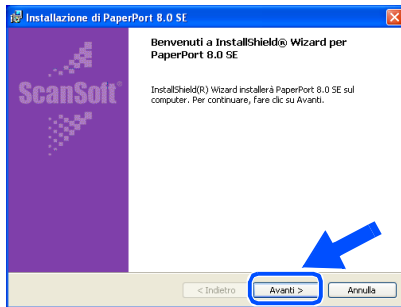 Installazione di PaperPort 8.0 SE
Benvenuti a InstallShield® Wizard per
PaperPort 8.0 SE
ScanSoft®
InstallShield(R) Wizard installerà PaperPort 8.0 SE sul
computer. Per continuare, fare clic su Avanti.
< Indietro Avanti > Annulla